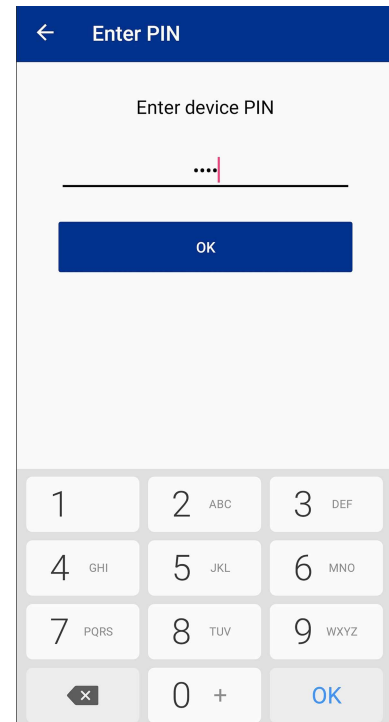 Enter PIN
Enter device PIN
••••
OK
1 2 ABC 3 DEF
4 GHI 5 JKL 6 MNO
7 PQRS 8 TUV 9 WXYZ
0 + OK